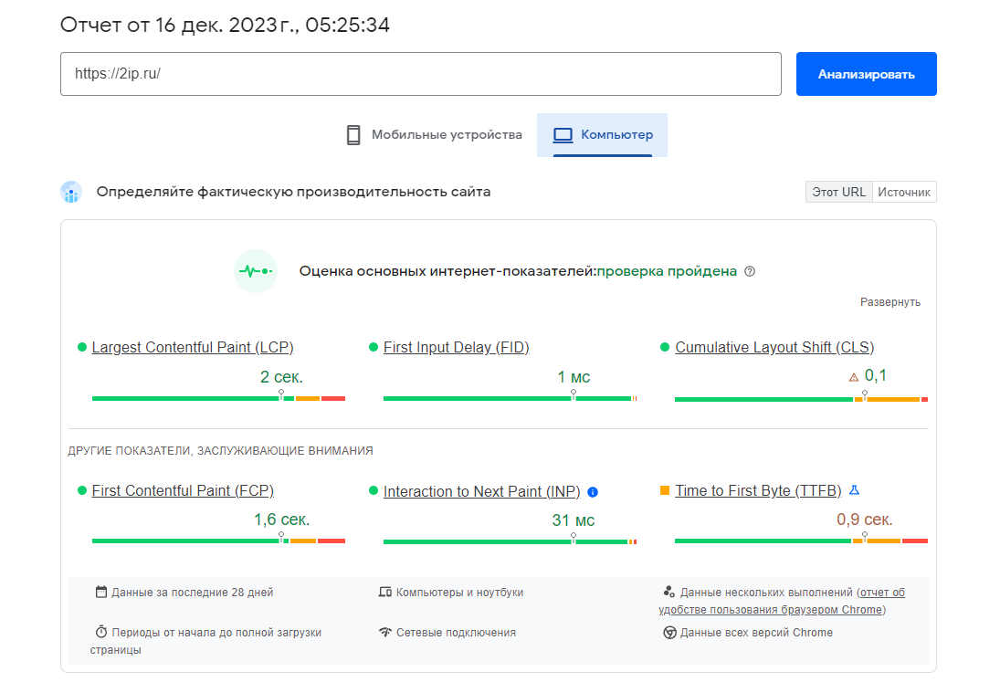 Отчет от 16 дек. 2023 г., 05:25:34
https://2ip.ru/
Анализировать
Мобильные устройства
Компьютер
Определяйте фактическую производительность сайта
Этот URL
Источник
Оценка основных интернет-показателей:проверка пройдена
Развернуть
Largest Contentful Paint (LCP)
2 сек.
First Input Delay (FID)
1 мс
Cumulative Layout Shift (CLS)
0,1
ДРУГИЕ ПОКАЗАТЕЛИ, ЗАСЛУЖИВАЮЩИЕ ВНИМАНИЯ
First Contentful Paint (FCP)
1,6 сек.
Interaction to Next Paint (INP)
31 мс
Time to First Byte (TTFB)
0,9 сек.
Данные за последние 28 дней
Компьютеры и ноутбуки
Данные нескольких выполнений (отчет об
удобстве пользования браузером Chrome)
Периоды от начала до полной загрузки
страницы
Сетевые подключения
Данные всех версий Chrome